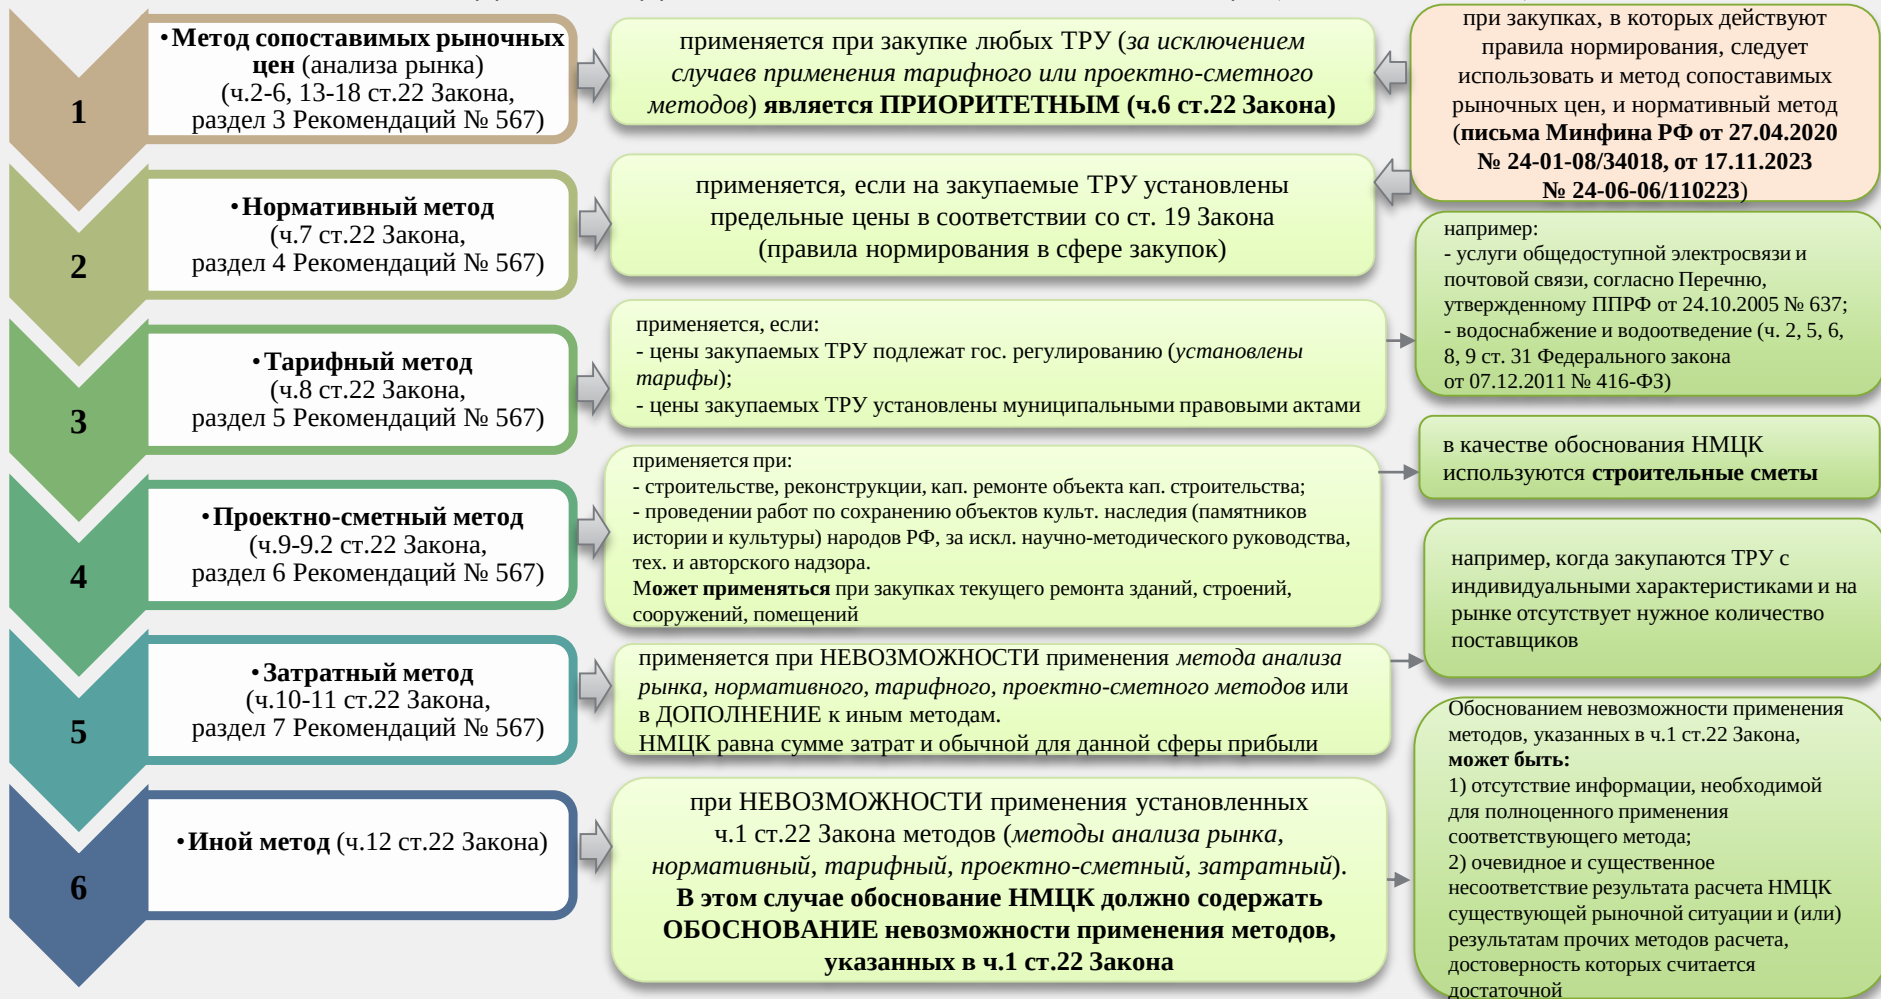 1
•Метод сопоставимых рыночных
цен (анализа рынка)
(ч.2-6, 13-18 ст.22 Закона,
раздел 3 Рекомендаций № 567)
применяется при закупке любых ТРУ (за исключением
случаев применения тарифного или проектно-сметного
методов) является ПРИОРИТЕТНЫМ (ч.6 ст.22 Закона)
при закупках, в которых действуют
правила нормирования, следует
использовать и метод сопоставимых
рыночных цен, и нормативный метод
(письма Минфина РФ от 27.04.2020
№ 24-01-08/34018, от 17.11.2023
№ 24-06-06/110223)
2
•Нормативный метод
(ч.7 ст.22 Закона,
раздел 4 Рекомендаций № 567)
применяется, если на закупаемые ТРУ установлены
предельные цены в соответствии со ст. 19 Закона
(правила нормирования в сфере закупок)
3
•Тарифный метод
(ч.8 ст.22 Закона,
раздел 5 Рекомендаций № 567)
применяется, если:
- цены закупаемых ТРУ подлежат гос. регулированию (установлены
тарифы);
- цены закупаемых ТРУ установлены муниципальными правовыми актами
например:
- услуги общедоступной электросвязи и
почтовой связи, согласно Перечню,
утвержденному ППРФ от 24.10.2005 № 637;
- водоснабжение и водоотведение (ч. 2, 5, 6,
8, 9 ст. 31 Федерального закона
от 07.12.2011 № 416-ФЗ)
4
•Проектно-сметный метод
(ч.9-9.2 ст.22 Закона,
раздел 6 Рекомендаций № 567)
применяется при:
- строительстве, реконструкции, кап. ремонте объекта кап. строительства;
- проведении работ по сохранению объектов культ. наследия (памятников
истории и культуры) народов РФ, за искл. научно-методического руководства,
тех. и авторского надзора.
Может применяться при закупках текущего ремонта зданий, строений,
сооружений, помещений
в качестве обоснования НМЦК
используются строительные сметы
5
•Затратный метод
(ч.10-11 ст.22 Закона,
раздел 7 Рекомендаций № 567)
применяется при НЕВОЗМОЖНОСТИ применения метода анализа
рынка, нормативного, тарифного, проектно-сметного методов или
в ДОПОЛНЕНИЕ к иным методам.
НМЦК равна сумме затрат и обычной для данной сферы прибыли
например, когда закупаются ТРУ с
индивидуальными характеристиками и на
рынке отсутствует нужное количество
поставщиков
6
•Иной метод (ч.12 ст.22 Закона)
при НЕВОЗМОЖНОСТИ применения установленных
ч.1 ст.22 Закона методов (методы анализа рынка,
нормативный, тарифный, проектно-сметный, затратный).
В этом случае обоснование НМЦК должно содержать
ОБОСНОВАНИЕ невозможности применения методов,
указанных в ч.1 ст.22 Закона
Обоснованием невозможности применения
методов, указанных в ч.1 ст.22 Закона,
может быть:
1) отсутствие информации, необходимой
для полноценного применения
соответствующего метода;
2) очевидное и существенное
несоответствие результата расчета НМЦК
существующей рыночной ситуации и (или)
результатам прочих методов расчета,
достоверность которых считается
достаточной